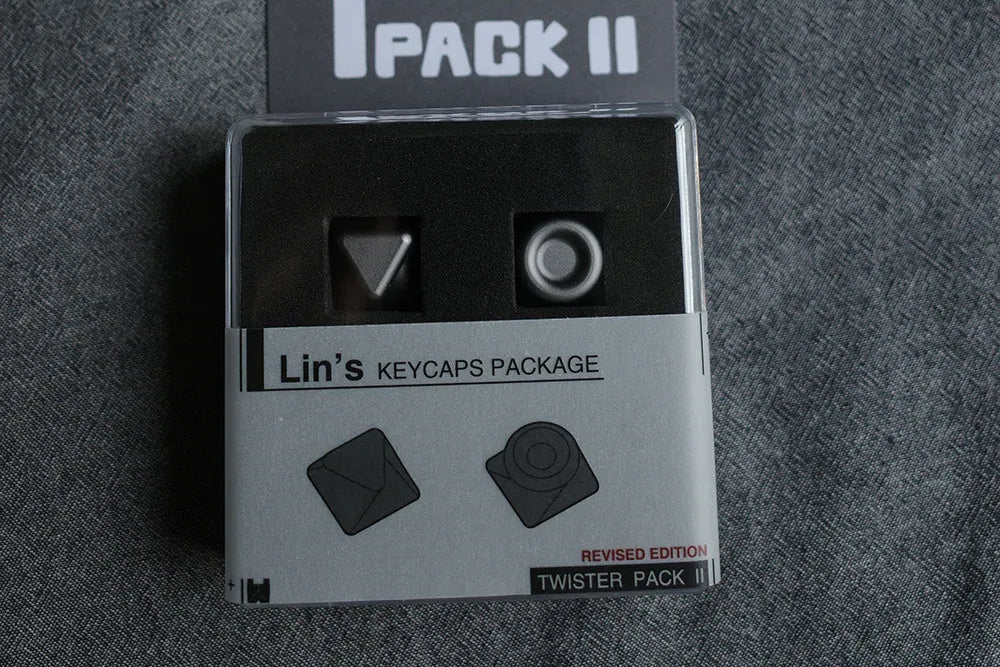 PACK II
Lin's KEYCAPS PACKAGE
REVISED EDITION
TWISTER PACK II